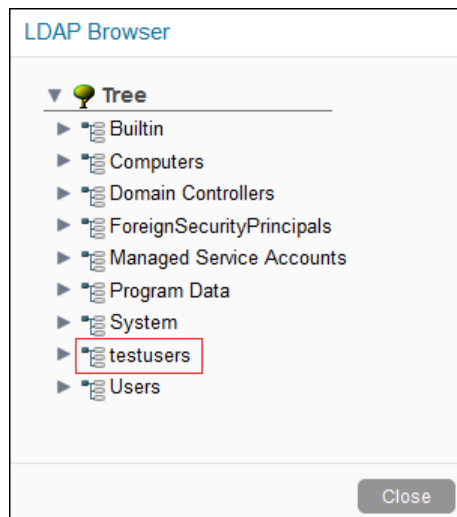 LDAP Browser
Tree
Builtin
Computers
Domain Controllers
ForeignSecurityPrincipals
Managed Service Accounts
Program Data
System
testusers
Users
Close